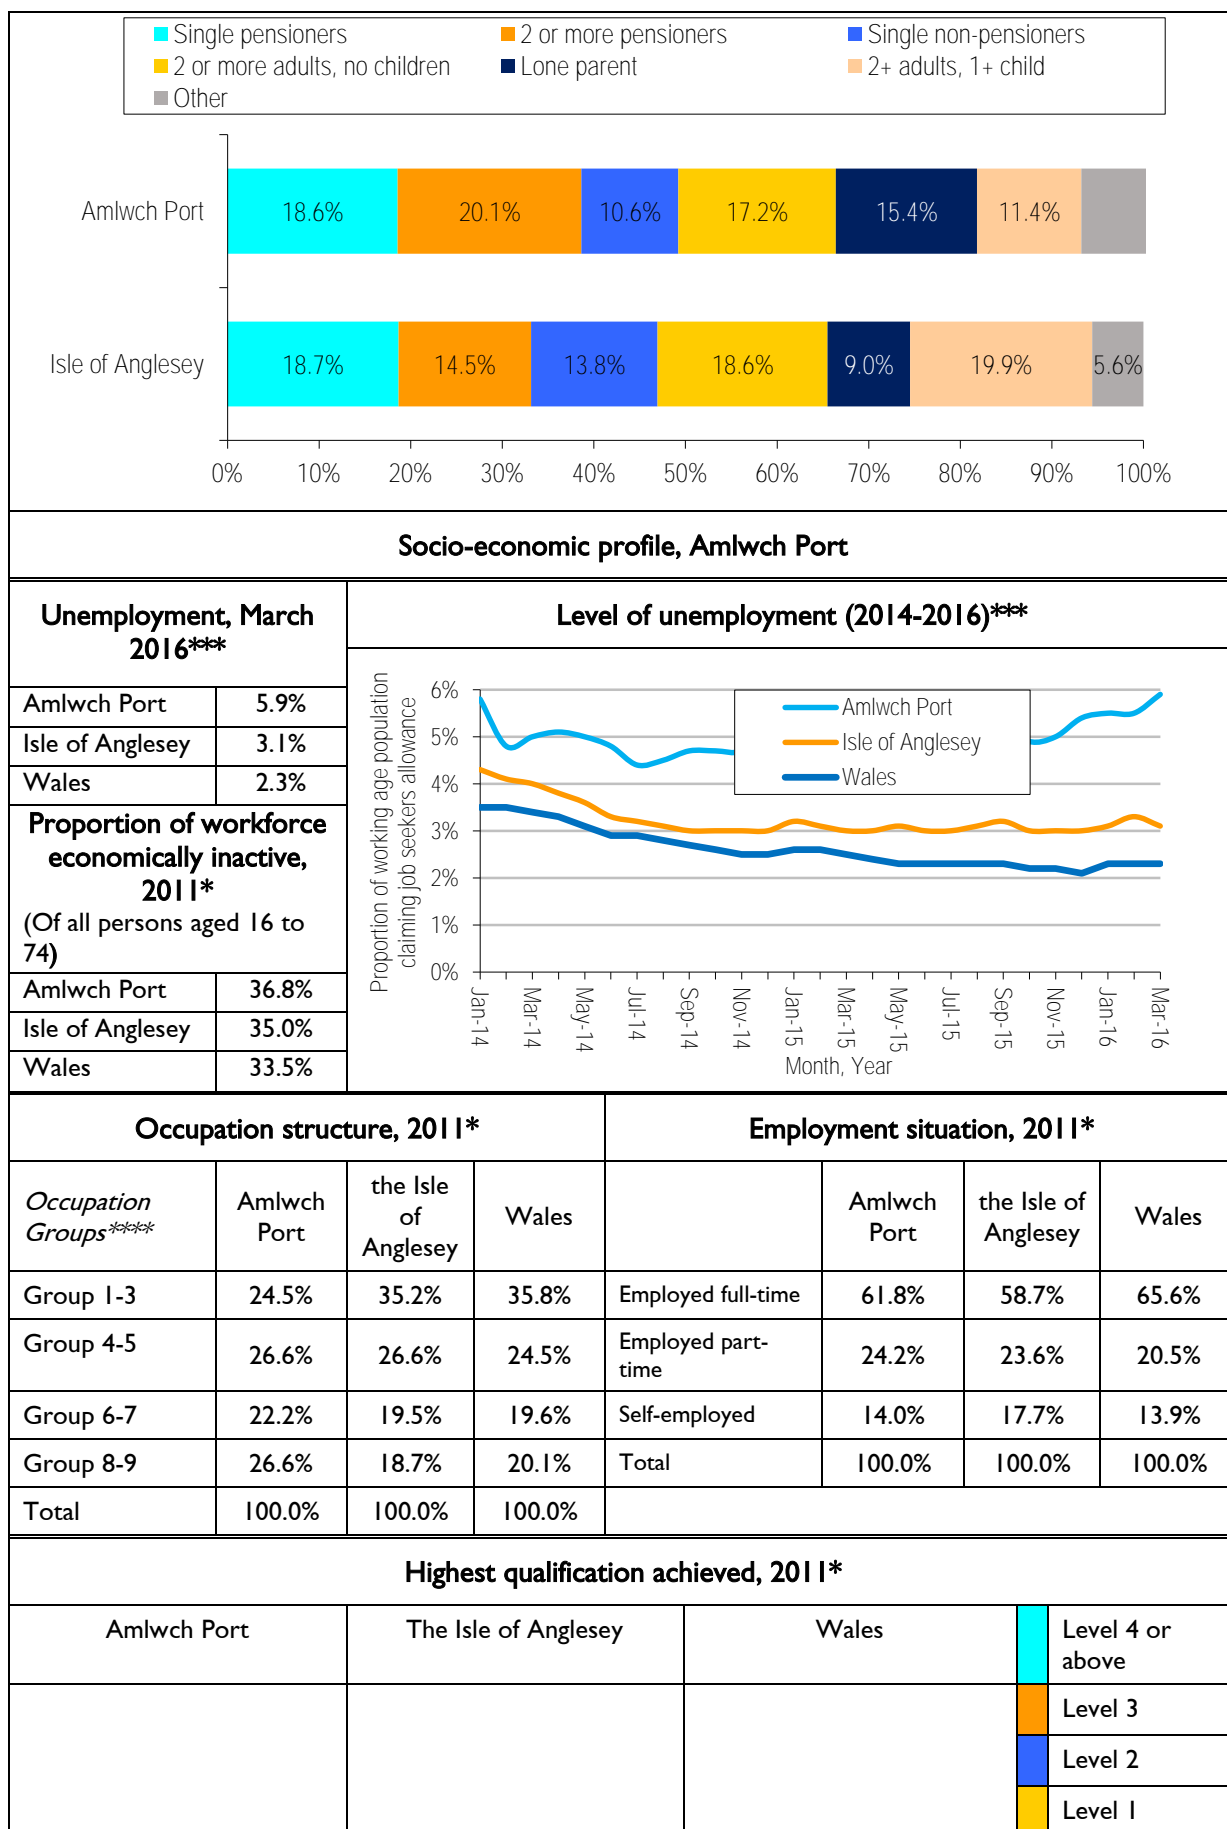 Single pensioners 2 or more pensioners Single non-pensioners
2 or more adults, no children Lone parent 2+ adults, 1+ child
Other
Amlwch Port 18.6% 20.1% 10.6% 17.2% 15.4% 11.4%
Isle of Anglesey 18.7% 14.5% 13.8% 18.6% 9.0% 19.9% 5.6%
0% 10% 20% 30% 40% 50% 60% 70% 80% 90% 100%
Socio-economic profile, Amlwch Port
Unemployment, March
2016***
Amlwch Port 5.9%
Isle of Anglesey 3.1%
Wales 2.3%
Proportion of workforce
economically inactive,
2011*
(Of all persons aged 16 to
74)
Amlwch Port 36.8%
Isle of Anglesey 35.0%
Wales 33.5%
Level of unemployment (2014-2016)***
Proportion of working age population
claiming job seekers allowance
6%
5%
4%
3%
2%
1%
0%
Amlwch Port
Isle of Anglesey
Wales
Jan-14 Mar-14 May-14 Jul-14 Sep-14 Nov-14 Jan-15 Mar-15 May-15 Jul-15 Sep-15 Nov-15 Jan-16 Mar-16
Month, Year
Occupation structure, 2011*
Occupation
Groups****
Amlwch
Port
the Isle
of
Anglesey
Wales
Group 1-3 24.5% 35.2% 35.8%
Group 4-5 26.6% 26.6% 24.5%
Group 6-7 22.2% 19.5% 19.6%
Group 8-9 26.6% 18.7% 20.1%
Total 100.0% 100.0% 100.0%
Employment situation, 2011*
Amlwch
Port
the Isle of
Anglesey
Wales
Employed full-time 61.8% 58.7% 65.6%
Employed part-
time 24.2% 23.6% 20.5%
Self-employed 14.0% 17.7% 13.9%
Total 100.0% 100.0% 100.0%
Highest qualification achieved, 2011*
Amlwch Port The Isle of Anglesey Wales
Level 4 or
above
Level 3
Level 2
Level 1